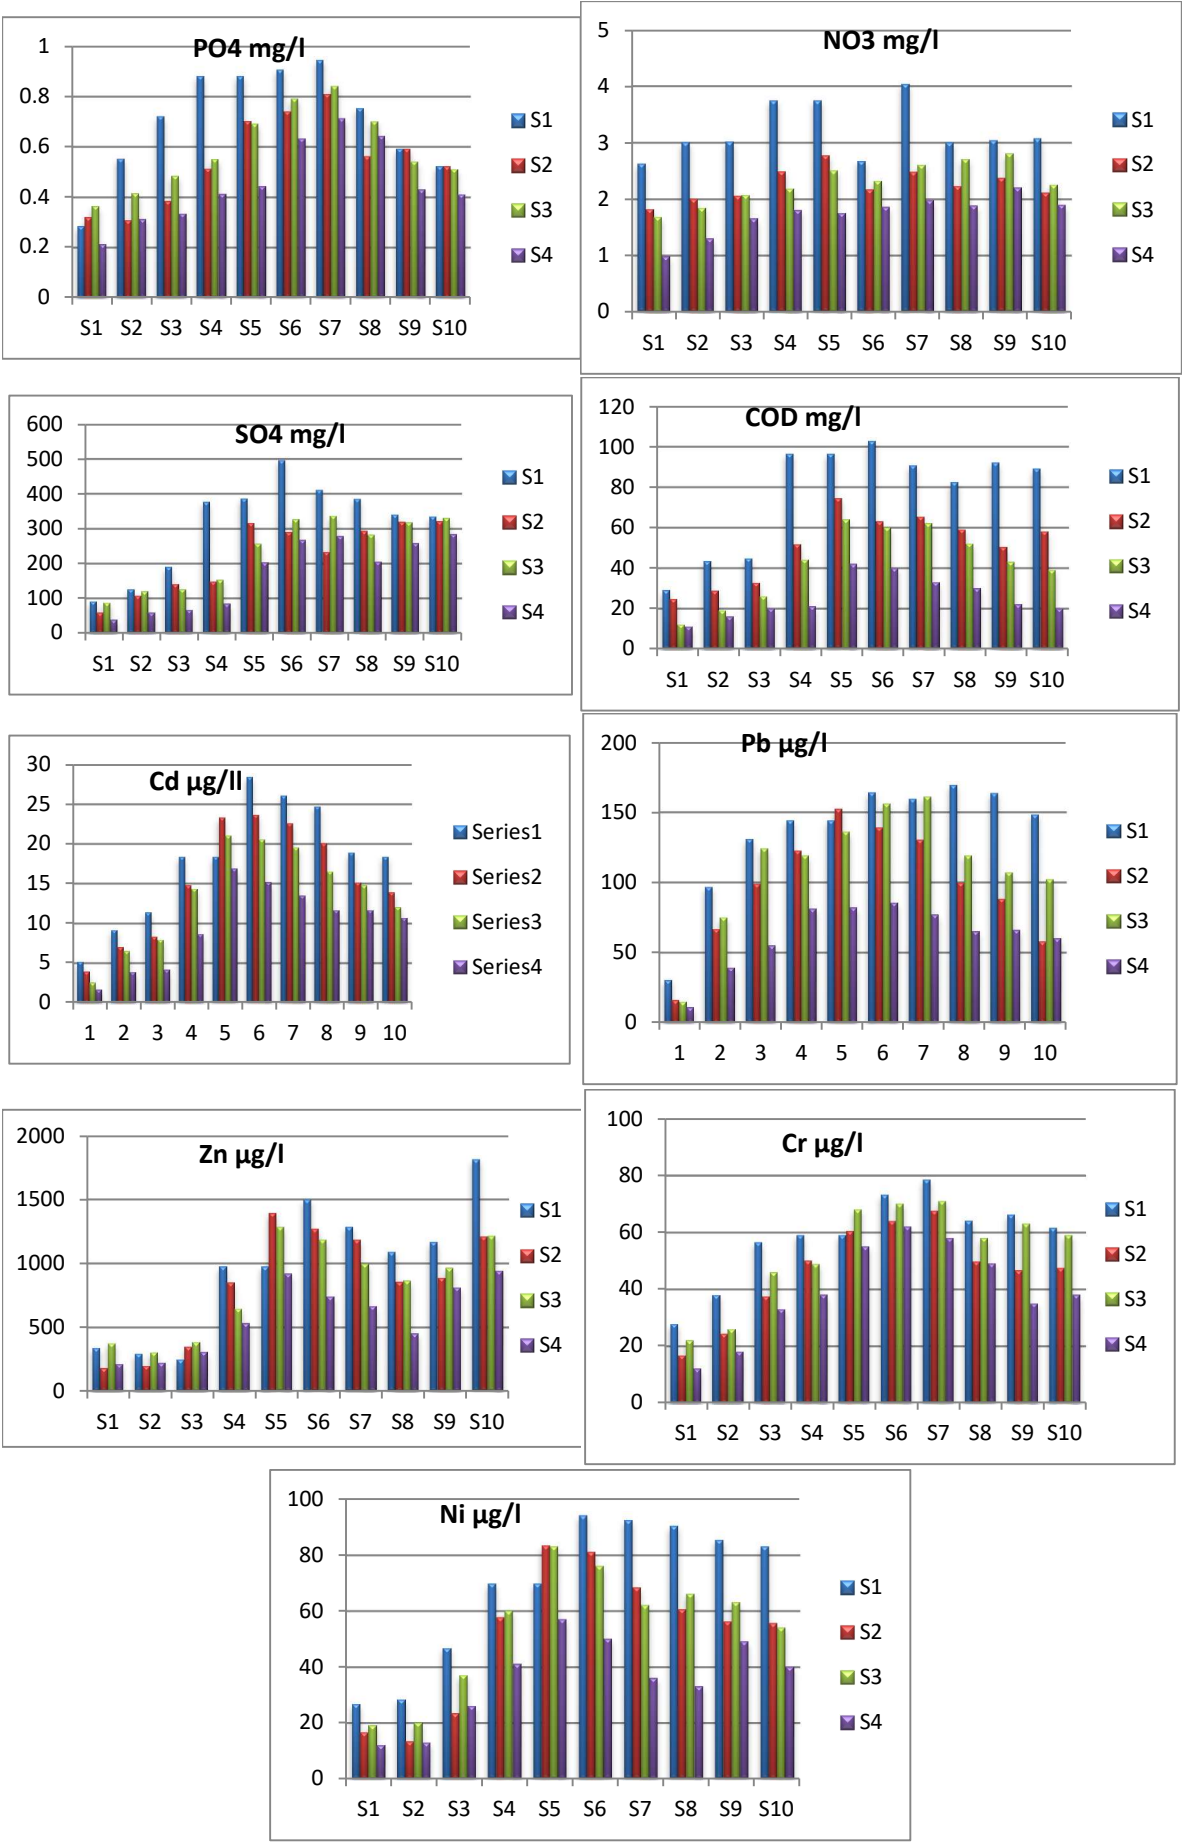 PO4 mg/l
1
0.8
0.6
0.4
0.2
0
S1 S2 S3 S4 S5 S6 S7 S8 S9 S10
S1
S2
S3
S4
NO3 mg/l
5
4
3
2
1
0
S1 S2 S3 S4 S5 S6 S7 S8 S9 S10
S1
S2
S3
S4
SO4 mg/l
600
500
400
300
200
100
0
S1 S2 S3 S4 S5 S6 S7 S8 S9 S10
S1
S2
S3
S4
COD mg/l
120
100
80
60
40
20
0
S1 S2 S3 S4 S5 S6 S7 S8 S9 S10
S1
S2
S3
S4
Cd µg/ll
30
25
20
15
10
5
0
1 2 3 4 5 6 7 8 9 10
Series1
Series2
Series3
Series4
Pb µg/l
200
150
100
50
0
1 2 3 4 5 6 7 8 9 10
S1
S2
S3
S4
Zn µg/l
2000
1500
1000
500
0
S1 S2 S3 S4 S5 S6 S7 S8 S9 S10
S1
S2
S3
S4
Cr µg/l
100
80
60
40
20
0
S1 S2 S3 S4 S5 S6 S7 S8 S9 S10
S1
S2
S3
S4
Ni µg/l
100
80
60
40
20
0
S1 S2 S3 S4 S5 S6 S7 S8 S9 S10
S1
S2
S3
S4